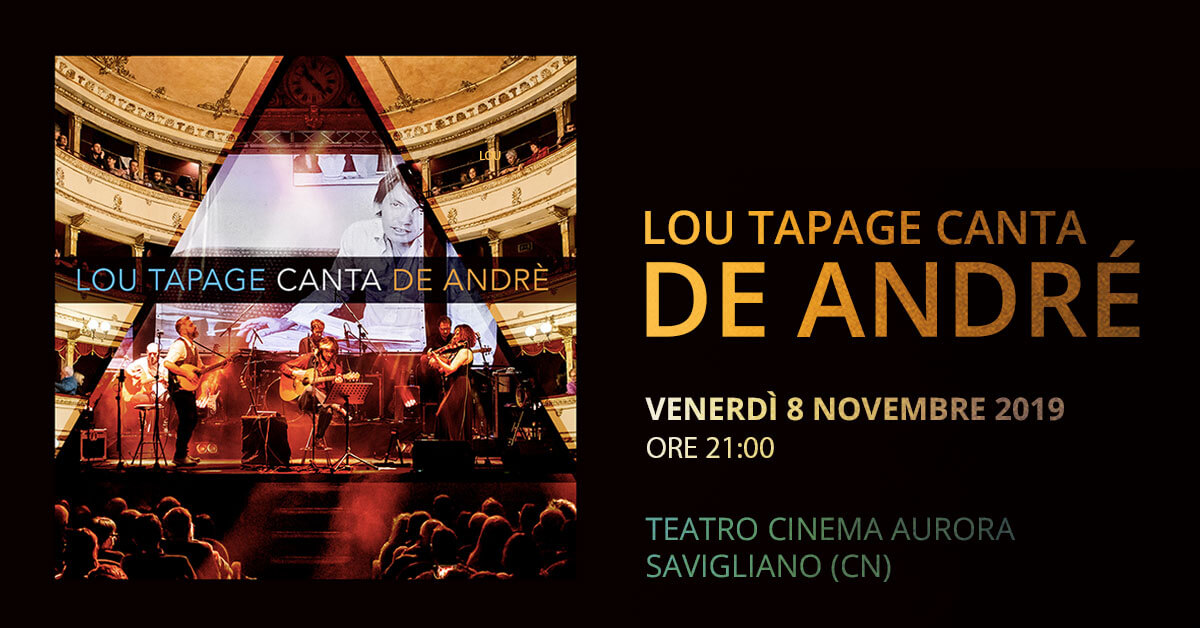 LOU
LOU TAPAGE CANTA DE ANDRÈ
LOU TAPAGE CANTA
DE ANDRÉ
VENERDÌ 8 NOVEMBRE 2019
ORE 21:00
TEATRO CINEMA AURORA
SAVIGLIANO (CN)